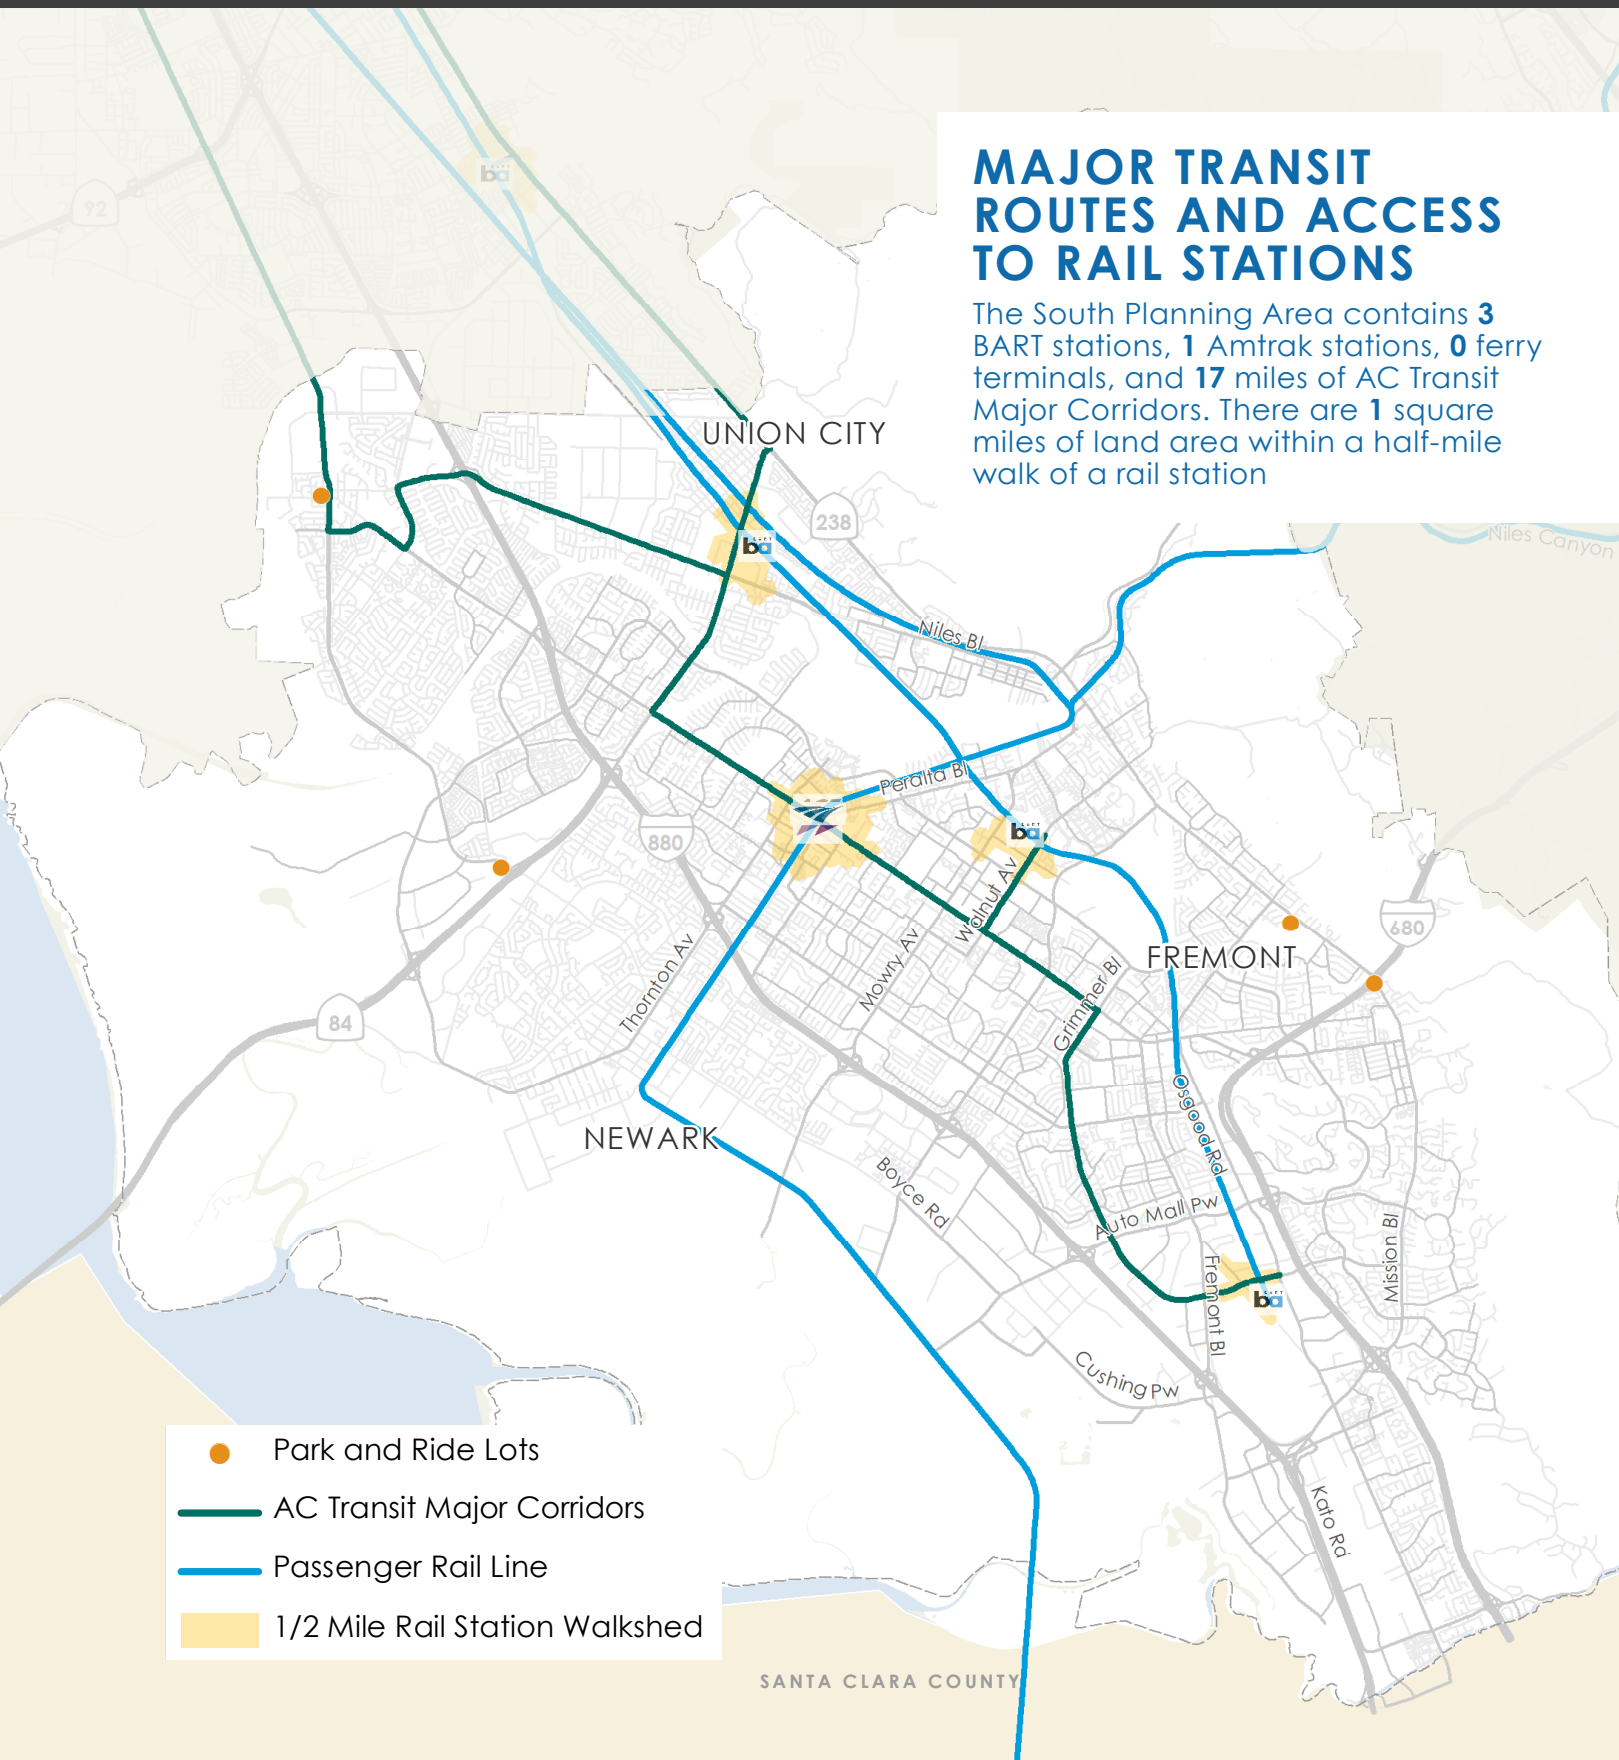 MAJOR TRANSIT
ROUTES AND ACCESS
TO RAIL STATIONS
The South Planning Area contains 3
BART stations, 1 Amtrak stations, 0 ferry
terminals, and 17 miles of AC Transit
Major Corridors. There are 1 square
miles of land area within a half-mile
walk of a rail station
ba
92
UNION CITY
238
Niles Canyon
ba
Niles Bl
Peralta Bl
880
ba
Walnut Av
680
FREMONT
Mowry Av
Thornton Av
Grimmer Bl
84
Osgood Rd
NEWARK
Boyce Rd
Auto Mall Pw
Mission Bl
Fremont Bl
ba
Cushing Pw
Kato Rd
Park and Ride Lots
AC Transit Major Corridors
Passenger Rail Line
1/2 Mile Rail Station Walkshed
SANTA CLARA COUNTY